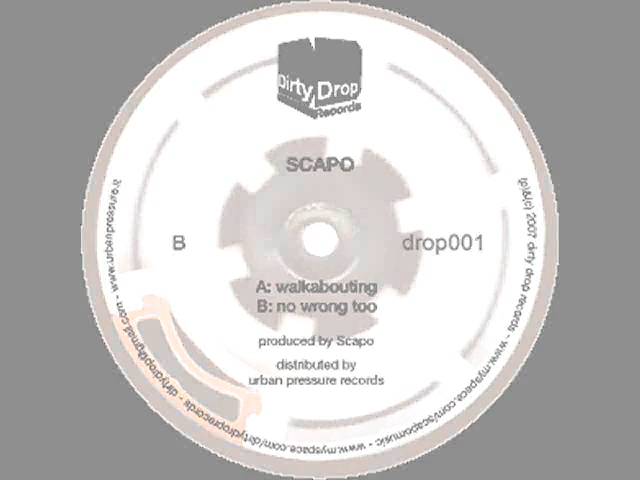 Dirty Drop
Records
SCAPO
B
drop001
A: walkabouting
B: no wrong too
produced by Scapo
distributed by
urban pressure records
(p)&(c) 2007 dirty drop records - www.myspace.com/scapomusic - www.myspace.com/dirtydroprecords - dirtydrop@gmail.com - www.urbanpressure.it